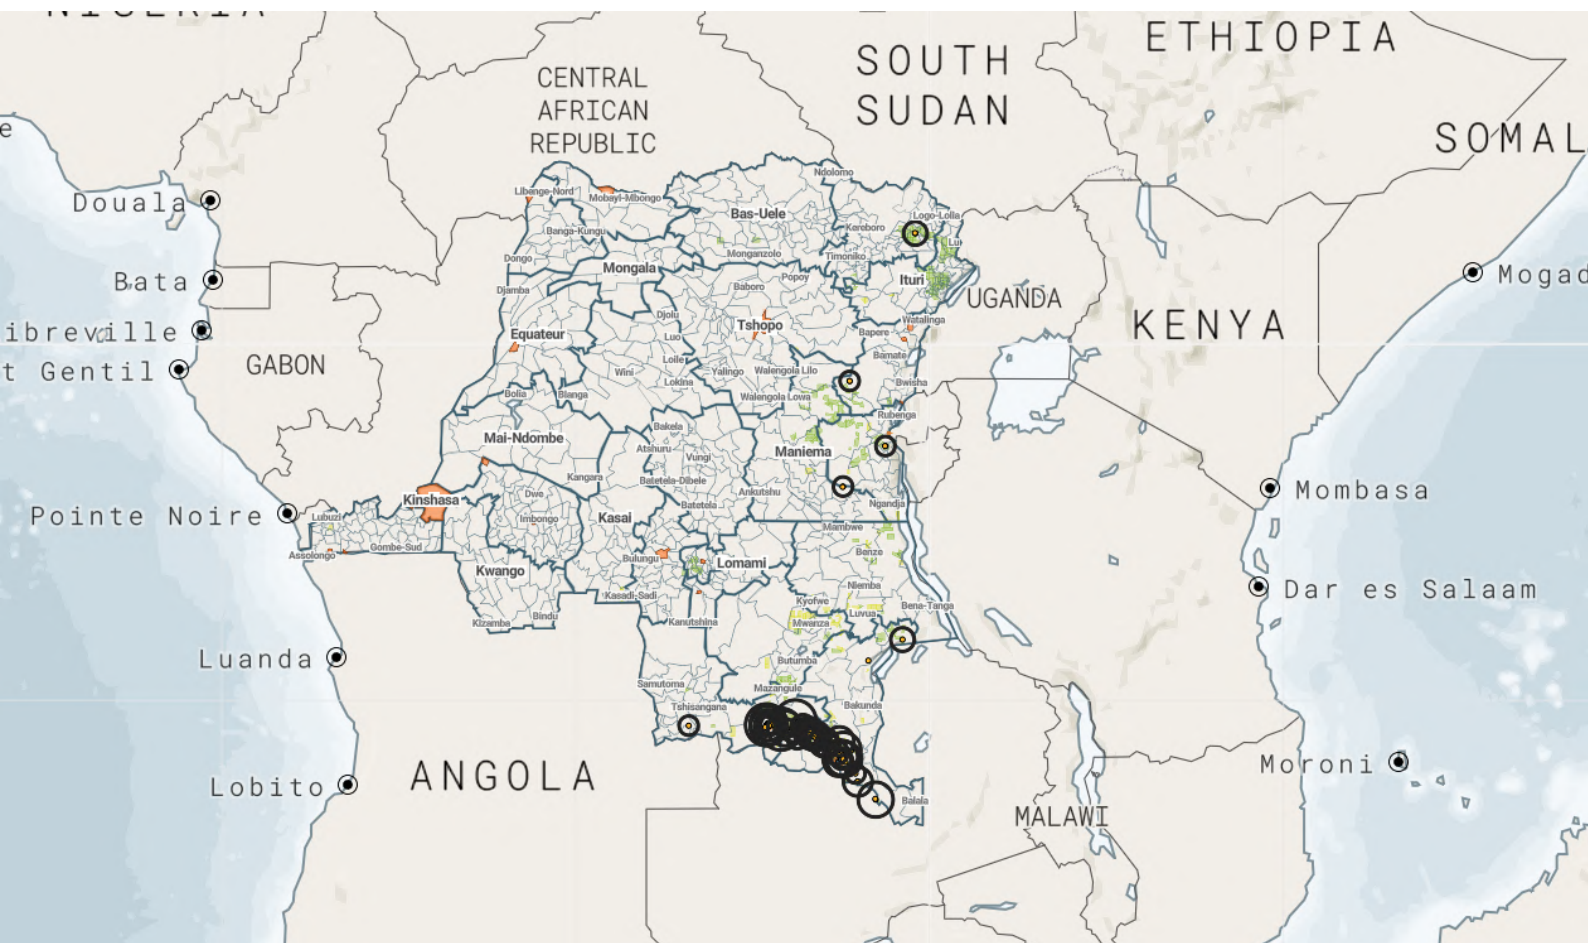 ETHIOPIA
SOUTH
SUDAN
CENTRAL
AFRICAN
REPUBLIC
SOMAL
e
Ndolomo
Libenge-Nord
Mobayi-Mbongo
Douala
Bas-Uele
Logo-Lolla
Kereboro
Banga-Kungu
Lu
Monganzolo
Timoniko
Dongo
Mongala
Mogad
Bata
Popoy
Ituri
Baboro
Djamba
UGANDA
Djolu
Watalinga
KENYA
Tshopo
ibreville
Equateur
Bapere
Luo
Bamate
Loile
GABON
t Gentil
Wini
Yalingo
Walengola Lilo
Lokina
Bwisha
Bolia
Blanga
Walengola Lowa
Rubenga
Bakela
Mai-Ndombe
Atshuru
Maniema
Vungi
Kangara
Batetela-Dibele
Mombasa
Ankutshu
Dwe
Kinshasa
Batetela
Ngandja
Pointe Noire
Lubuzi
Imbongo
Kasai
Mambwe
Gombe-Sud
Benze
Assolongo
Bulungu
Lomami
Kwango
Niemba
Dar es Salaam
Kasadi-Sadi
Kyofwe
Bena-Tanga
Luvua
Bindu
Kizamba
Kanutshina
Mwanza
Luanda
Butumba
Samutoma
Mazangule
Tshisangana
Bakunda
Moroni
ANGOLA
Lobito
Balala
MALAWI